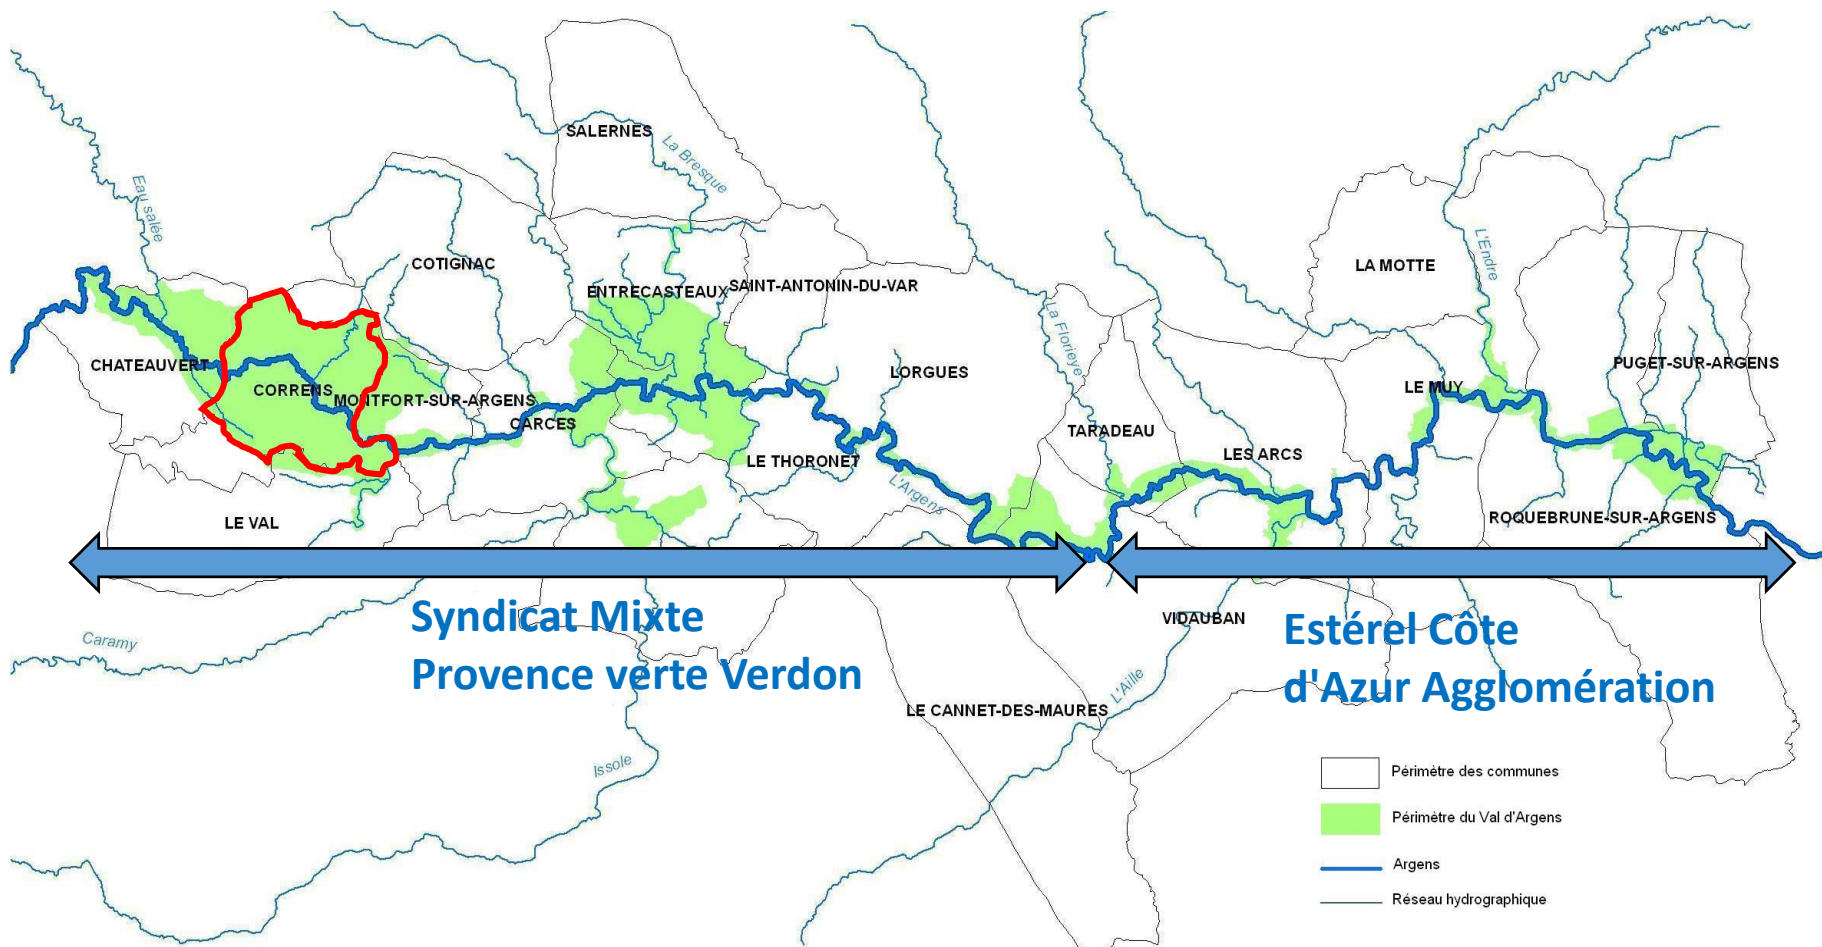 SALERNES
La Bresque
Eau salée
COTIGNAC
ENTRECASTEAUX
SAINT-ANTONIN-DU-VAR
LA MOTTE
L'Endre
La Florieye
CHATEAUVERT
CORRENS
MONTFORT-SUR-ARGENS
CARCES
LORGUES
LE MUY
PUGET-SUR-ARGENS
TARADEAU
LES ARCS
LE THORONET
L'Argens
LE VAL
ROQUEBRUNE-SUR-ARGENS
Syndicat Mixte
Provence verte Verdon
VIDAUBAN
Estérel Côte
d'Azur Agglomération
Caramy
L'Aille
LE CANNET-DES-MAURES
Issole
Périmètre des communes
Périmètre du Val d'Argens
Argens
Réseau hydrographique